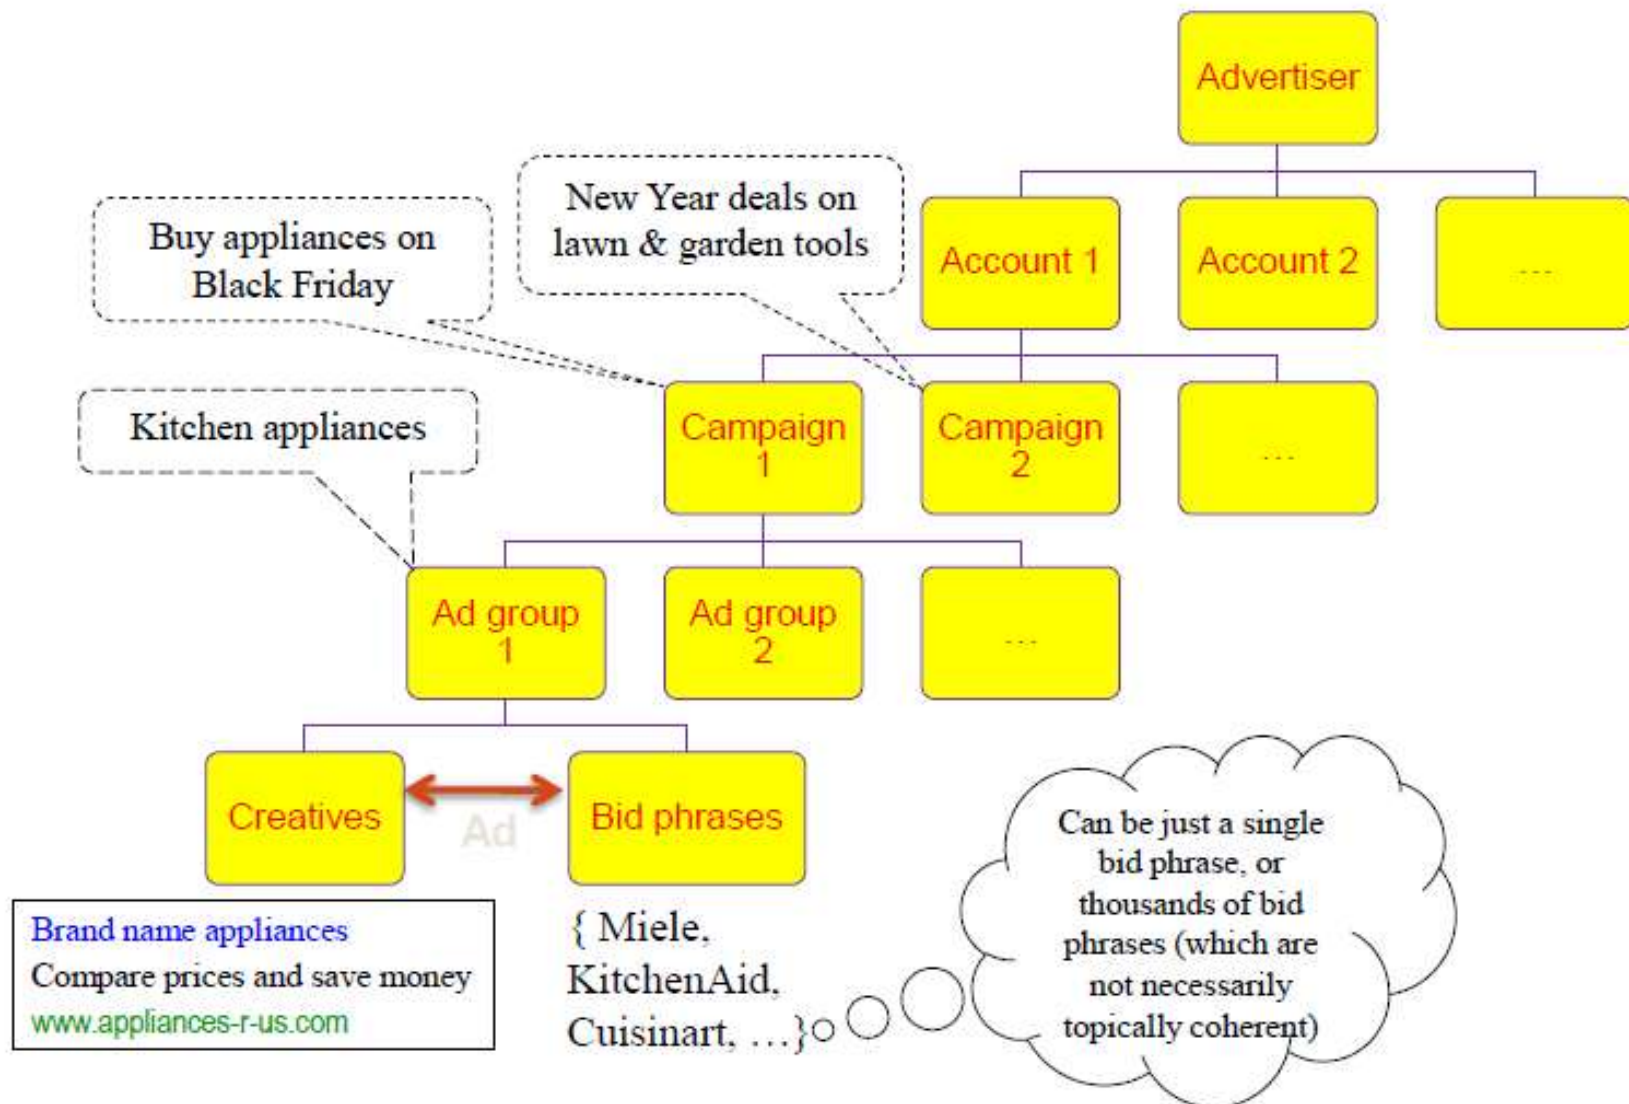 Advertiser
New Year deals on
lawn & garden tools
Buy appliances on
Black Friday
Account 1
Account 2
...
Kitchen appliances
Campaign
1
Campaign
2
...
Ad group
1
Ad group
2
...
Creatives
Ad
Bid phrases
Brand name appliances
Compare prices and save money
www.appliances-r-us.com
{ Miele,
KitchenAid,
Cuisinart, ...}
Can be just a single
bid phrase, or
thousands of bid
phrases (which are
not necessarily
topically coherent)